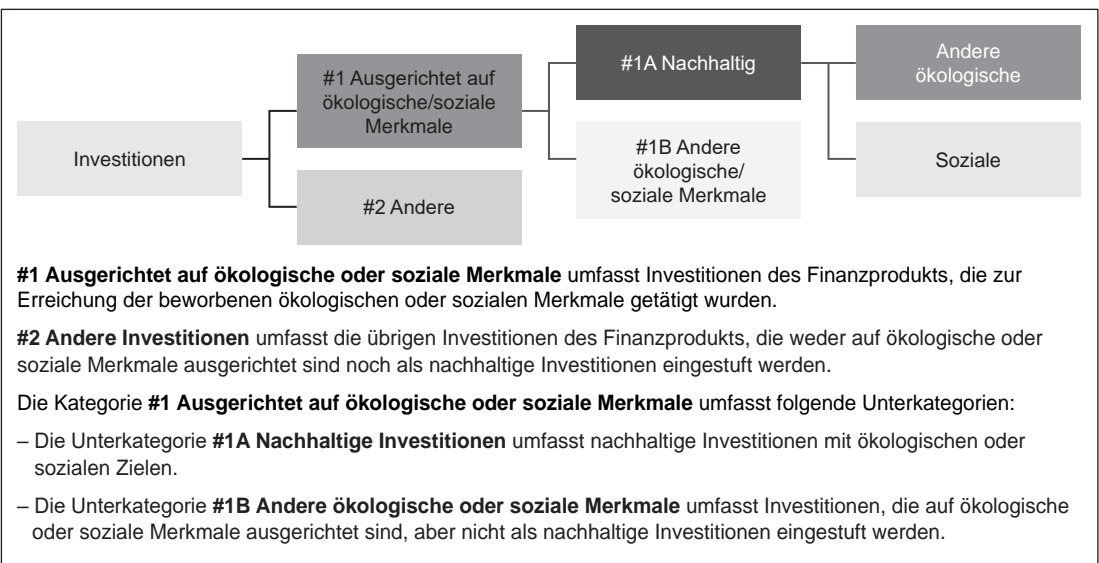 Investitionen
#1 Ausgerichtet auf
ökologische/soziale
Merkmale
#2 Andere
#1A Nachhaltig
#1B Andere
ökologische/
soziale Merkmale
Andere
ökologische
Soziale
#1 Ausgerichtet auf ökologische oder soziale Merkmale umfasst Investitionen des Finanzprodukts, die zur
Erreichung der beworbenen ökologischen oder sozialen Merkmale getätigt wurden.
#2 Andere Investitionen umfasst die übrigen Investitionen des Finanzprodukts, die weder auf ökologische oder
soziale Merkmale ausgerichtet sind noch als nachhaltige Investitionen eingestuft werden.
Die Kategorie #1 Ausgerichtet auf ökologische oder soziale Merkmale umfasst folgende Unterkategorien:
– Die Unterkategorie #1A Nachhaltige Investitionen umfasst nachhaltige Investitionen mit ökologischen oder
sozialen Zielen.
– Die Unterkategorie #1B Andere ökologische oder soziale Merkmale umfasst Investitionen, die auf ökologische
oder soziale Merkmale ausgerichtet sind, aber nicht als nachhaltige Investitionen eingestuft werden.